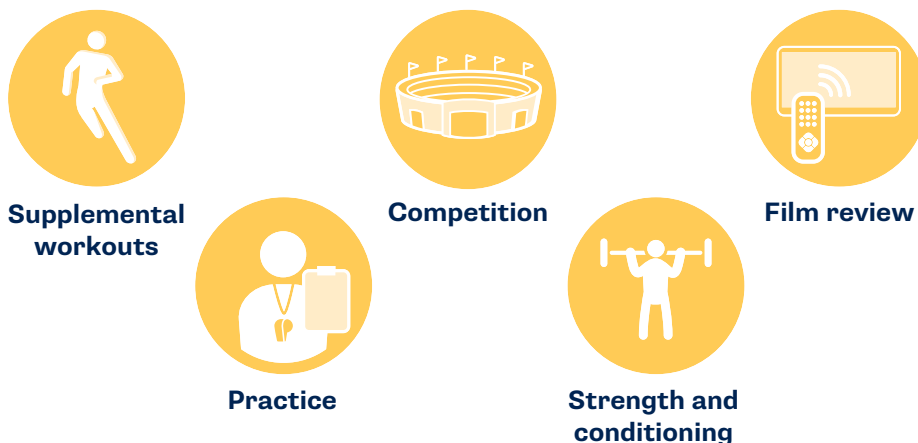 Supplemental
workouts
Competition
Film review
Practice
Strength and
conditioning